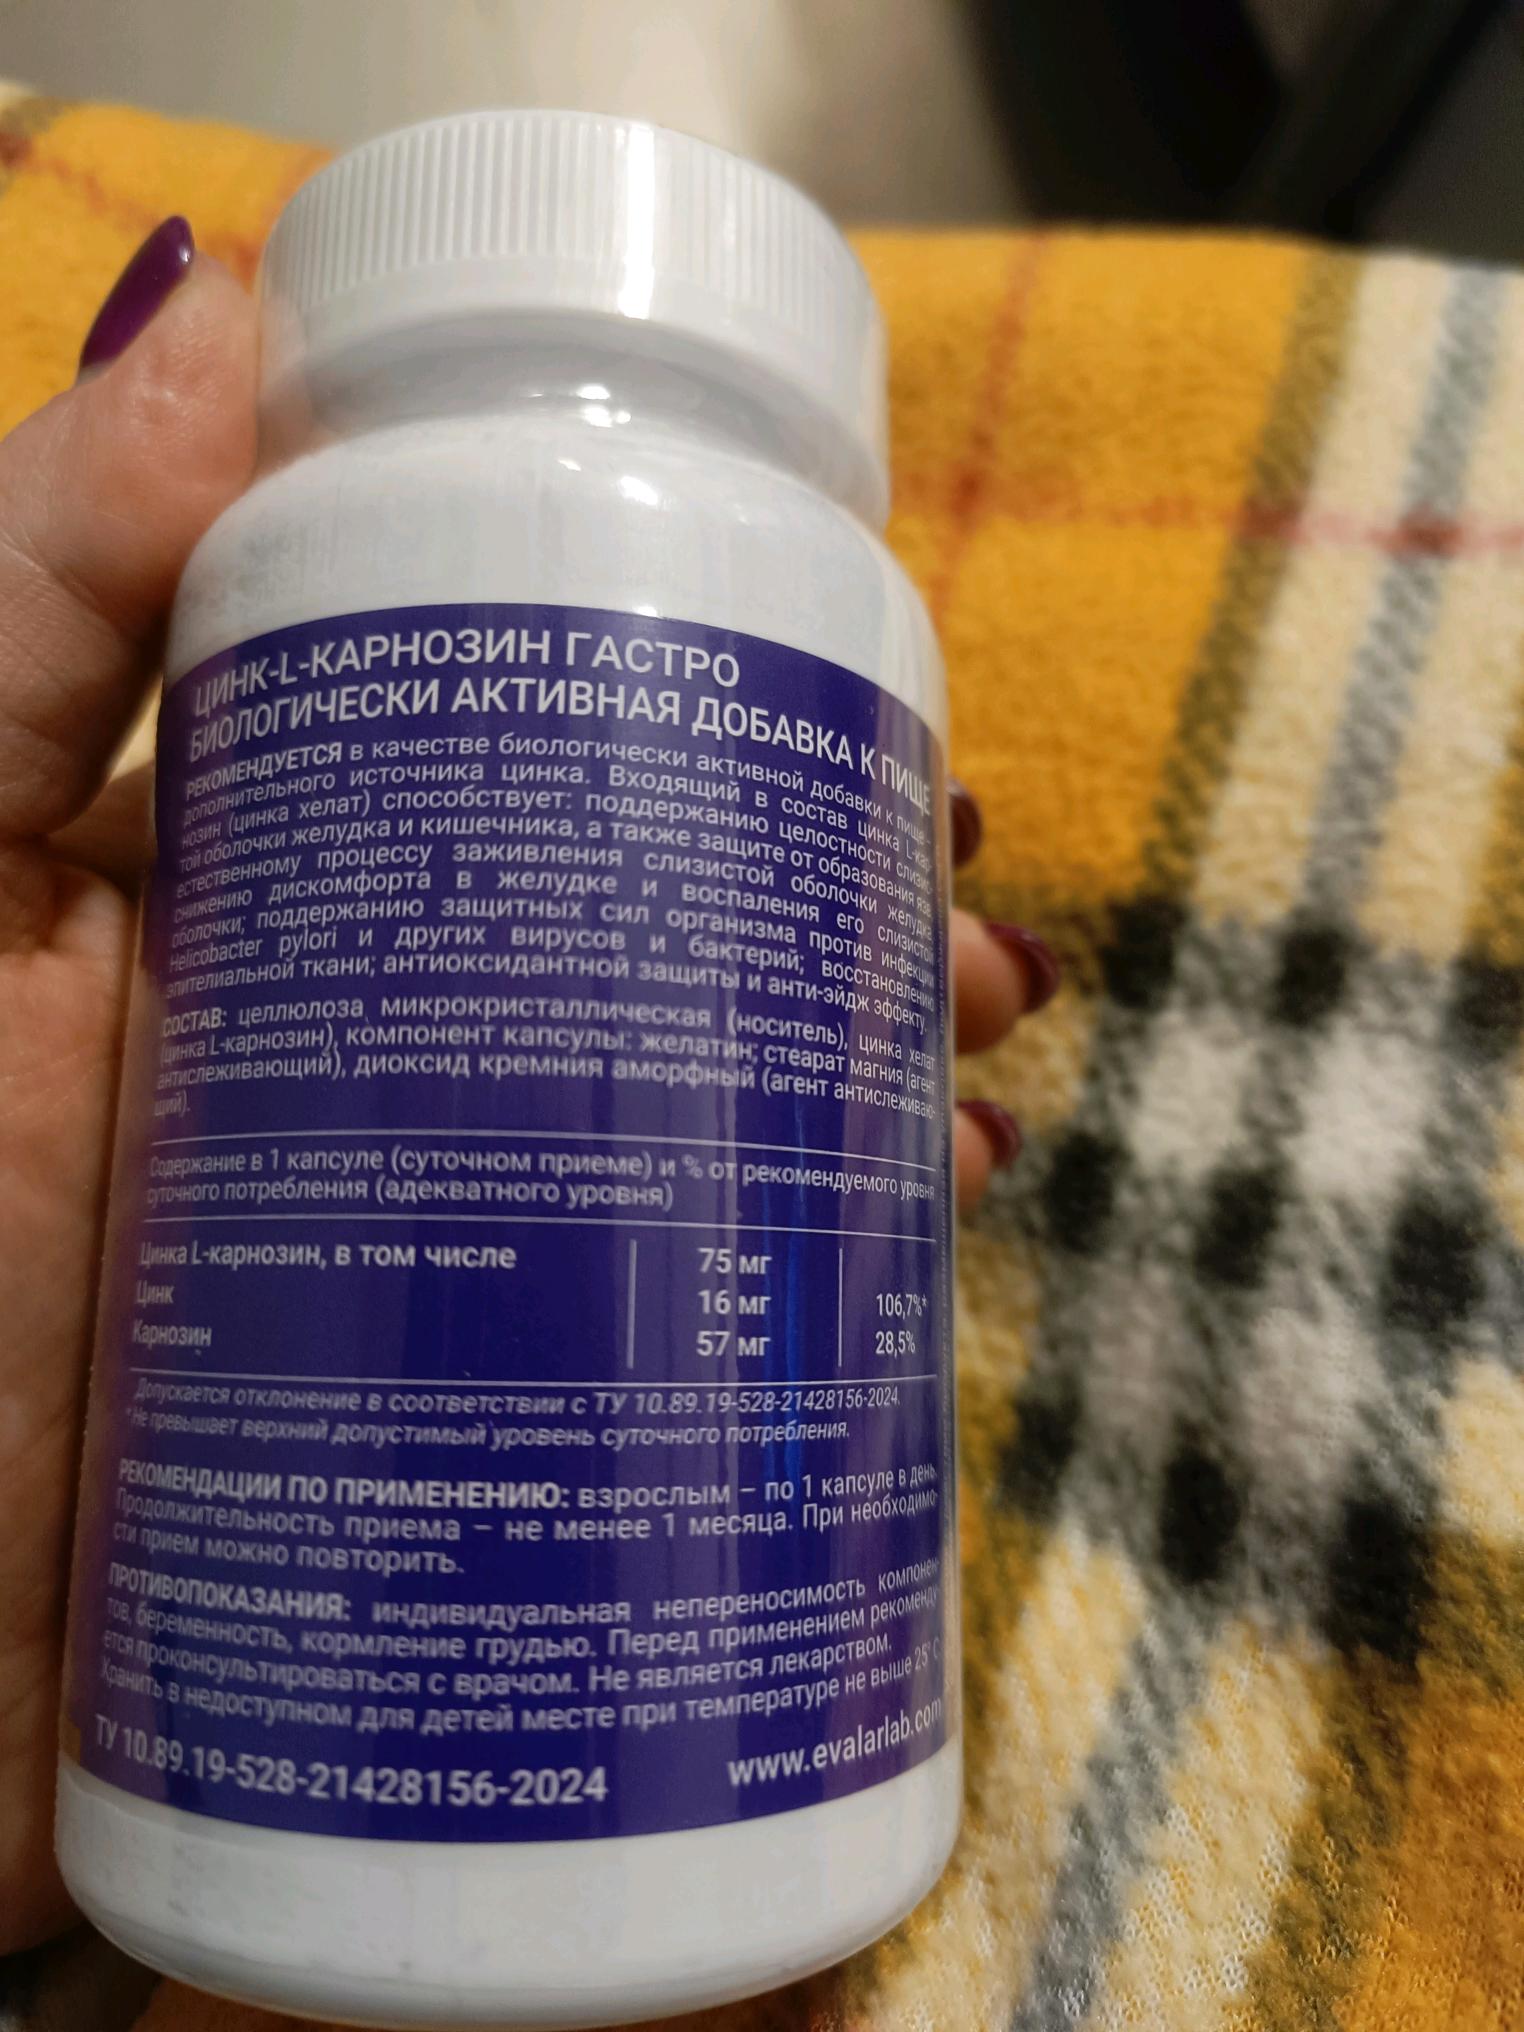 ЦИНК-L-КАРНОЗИН ГАСТРО
БИОЛОГИЧЕСКИ АКТИВНАЯ ДОБАВКА К ПИЩЕ
РЕКОМЕНДУЕТСЯ в качестве биологически активной добавки к пище –
дополнительного источника цинка. Входящий в состав цинка L-кар-
нозин (цинка хелат) способствует: поддержанию целостности слизис-
той оболочки желудка и кишечника, а также защите от образования язв;
естественному процессу заживления слизистой оболочки желудка;
снижению дискомфорта в желудке и воспаления его слизистой
оболочки; поддержанию защитных сил организма против инфекции
Helicobacter pylori и других вирусов и бактерий; восстановлению
эпителиальной ткани; антиоксидантной защиты и анти-эйдж эффекту.
СОСТАВ: целлюлоза микрокристаллическая (носитель), цинка хелат
(цинка L-карнозин), компонент капсулы: желатин; стеарат магния (агент
антислеживающий), диоксид кремния аморфный (агент антислеживаю-
щий).
Содержание в 1 капсуле (суточном приеме) и % от рекомендуемого уровня
суточного потребления (адекватного уровня)
Цинка L-карнозин, в том числе 75 мг
Цинк 16 мг 106,7%*
Карнозин 57 мг 28,5%
Допускается отклонение в соответствии с ТУ 10.89.19-528-21428156-2024.
*Не превышает верхний допустимый уровень суточного потребления.
РЕКОМЕНДАЦИИ ПО ПРИМЕНЕНИЮ: взрослым – по 1 капсуле в день.
Продолжительность приема – не менее 1 месяца. При необходимо-
сти прием можно повторить.
ПРОТИВОПОКАЗАНИЯ: индивидуальная непереносимость компонен-
тов, беременность, кормление грудью. Перед применением рекоменду-
ется проконсультироваться с врачом. Не является лекарством.
Хранить в недоступном для детей месте при температуре не выше 25° С
ТУ 10.89.19-528-21428156-2024 www.evalarlab.com